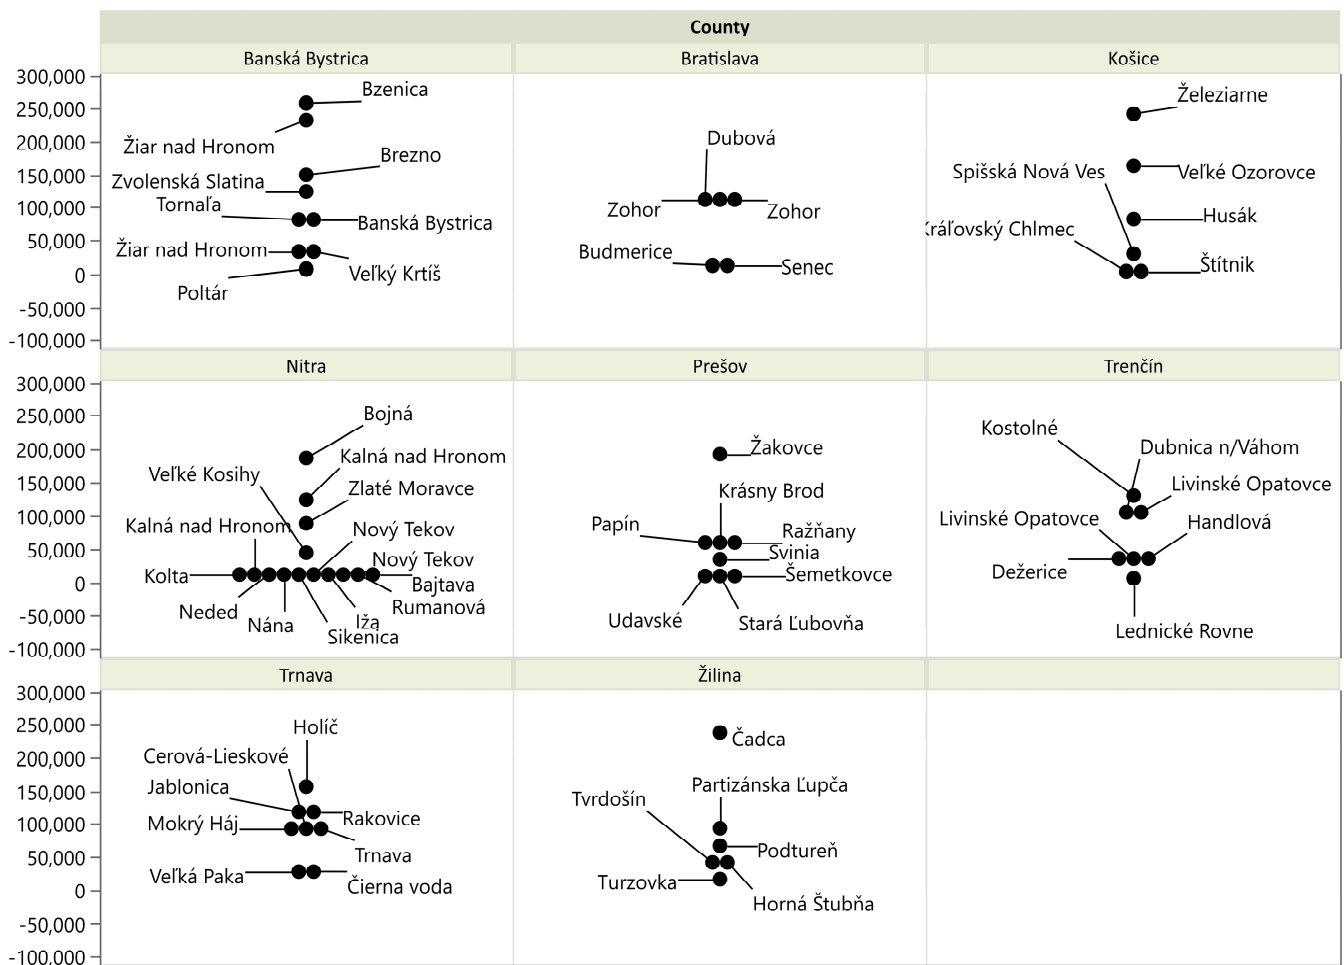 County
Banská Bystrica
Bratislava
Košice
300,000
250,000
200,000
150,000
100,000
50,000
0
-50,000
-100,000
Bzenica
Žiar nad Hronom
Brezno
Zvolenská Slatina
Tornaľa
Banská Bystrica
Žiar nad Hronom
Veľký Krtíš
Poltár
Dubová
Zohor
Zohor
Budmerice
Senec
Železiarne
Spišská Nová Ves
Veľké Ozorovce
Husák
Kráľovský Chlmec
Štítnik
Nitra
Prešov
Trenčín
300,000
250,000
200,000
150,000
100,000
50,000
0
-50,000
-100,000
Bojná
Kalná nad Hronom
Veľké Kosihy
Zlaté Moravce
Kalná nad Hronom
Nový Tekov
Nový Tekov
Kolta
Bajtava
Rumanová
Neded
Nána
Iža
Sikenica
Žakovce
Krásny Brod
Papín
Ražňany
Svinia
Šemetkovce
Udavské
Stará Ľubovňa
Kostolné
Dubnica n/Váhom
Livinské Opatovce
Livinské Opatovce
Handlová
Dežerice
Lednické Rovne
Trnava
Žilina
300,000
250,000
200,000
150,000
100,000
50,000
0
-50,000
-100,000
Holíč
Cerová-Lieskové
Jablonica
Rakovice
Mokrý Háj
Trnava
Veľká Paka
Čierna voda
Čadca
Partizánska Ľupča
Tvrdošín
Podtureň
Turzovka
Horná Štubňa